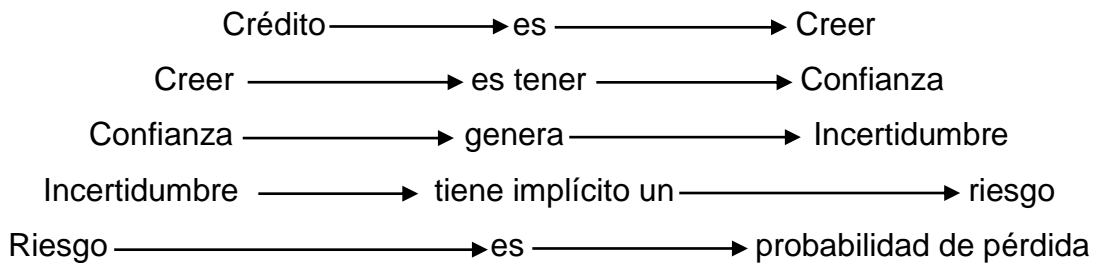 Crédito es Creer
Creer es tener Confianza
Confianza genera Incertidumbre
Incertidumbre tiene implícito un riesgo
Riesgo es probabilidad de pérdida